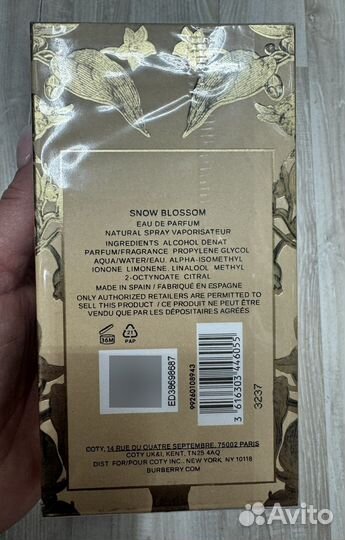 SNOW BLOSSOM
EAU DE PARFUM
NATURAL SPRAY VAPORISATEUR
INGREDIENTS ALCOHOL DENAT
PARFUM/FRAGRANCE PROPYLENE GLYCOL
AQUA/WATER/EAU. ALPHA-ISOMETHYL
IONONE LIMONENE. LINALOOL METHYL
2-OCTYNOATE CITRAL
MADE IN SPAIN / FABRIQUÉ EN ESPAGNE
ONLY AUTHORIZED RETAILERS ARE PERMITTED TO
SELL THIS PRODUCT / CE PRODUIT NE PEUT ÊTRE
VENDU QUE PAR LES DÉPOSITAIRES AGRÉÉS
36M
21
PAP
ED38698687
99260108943
3 616303 446055
3237
COTY, 14 RUE DU QUATRE SEPTEMBRE, 75002 PARIS
COTY UK&I, KENT, TN25 4AQ
DIST FOR/POUR COTY INC. NEW YORK, NY 10118
BURBERRY.COM
Avito